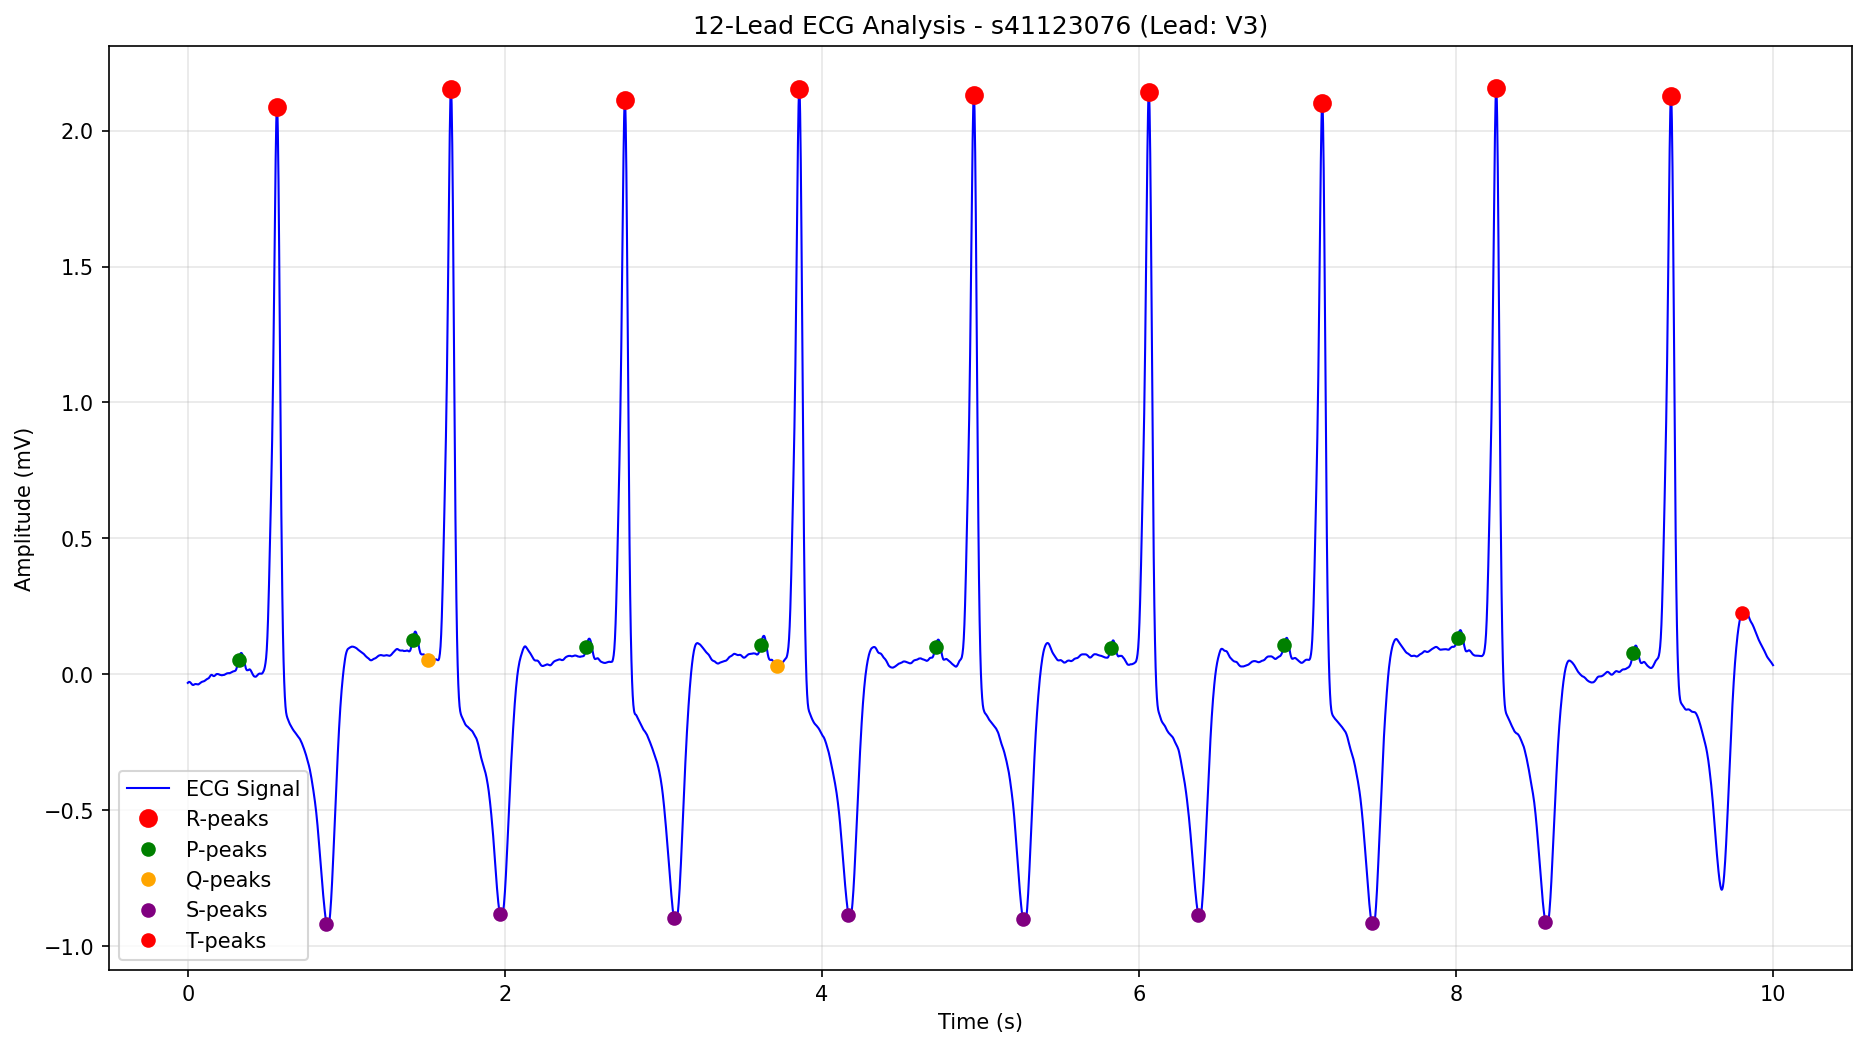 12-Lead ECG Analysis - s41123076 (Lead: V3)
Amplitude (mV)
2.0
1.5
1.0
0.5
0.0
−0.5
−1.0
ECG Signal
R-peaks
P-peaks
Q-peaks
S-peaks
T-peaks
0 2 4 6 8 10
Time (s)